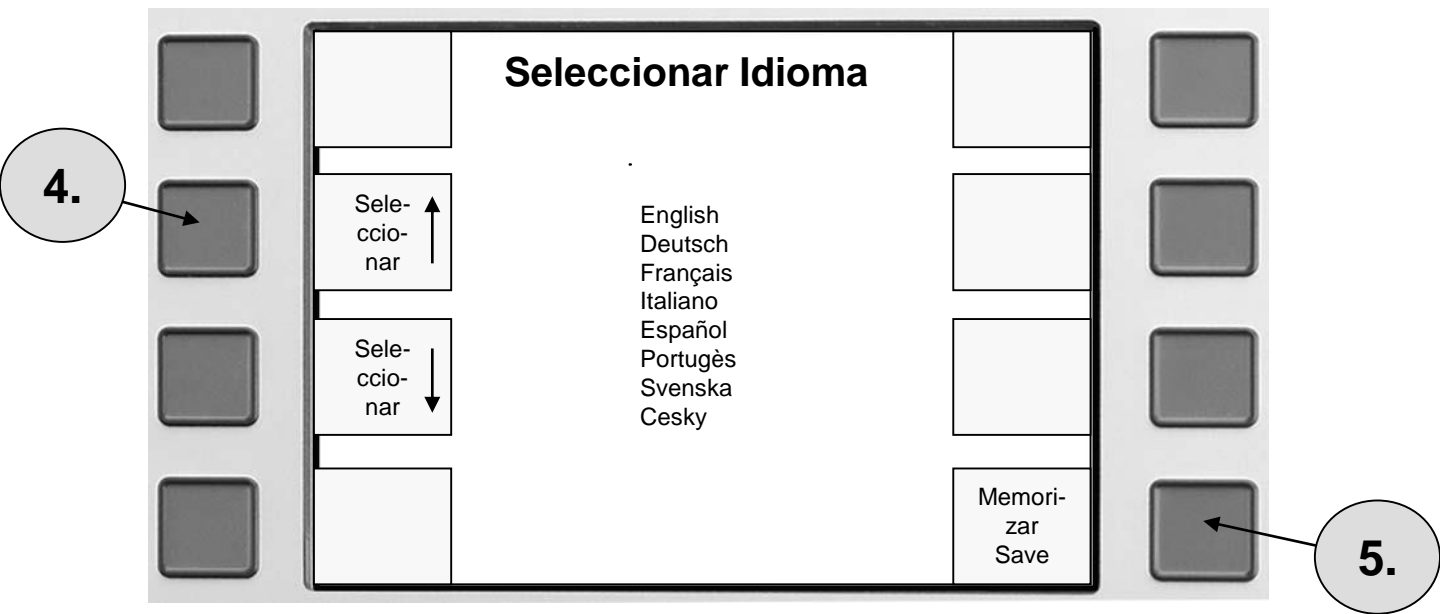 Seleccionar Idioma
.
4.
Sele-
ccio-
nar
English
Deutsch
Français
Italiano
Español
Portugès
Svenska
Cesky
Sele-
ccio-
nar
Memori-
zar
Save
5.